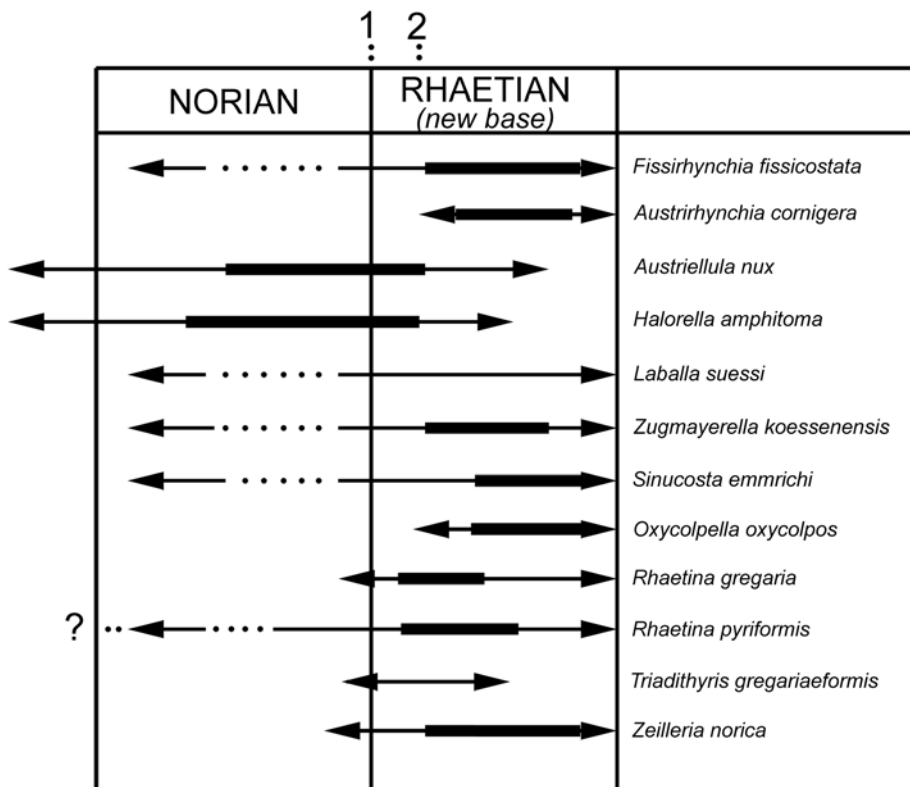 1 2
NORIAN RHAETIAN
(new base)
Fissirhynchia fissicostata
Austrirhynchia cornigera
Austriellula nux
Halorella amphitoma
Laballa suessi
Zugmayerella koessenensis
Sinucosta emmrichi
Oxycolpella oxycolpos
Rhaetina gregaria
? Rhaetina pyriformis
Triadithyris gregariaeformis
Zeilleria norica